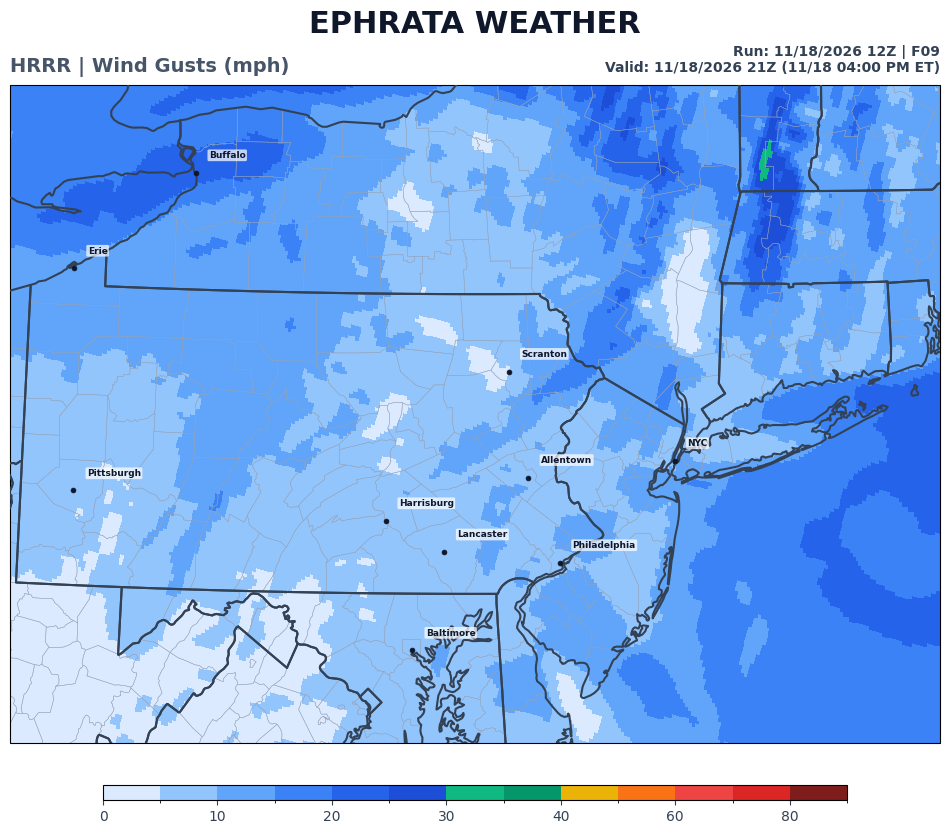 EPHRATA WEATHER
HRRR | Wind Gusts (mph)
Run: 11/18/2026 12Z | F09
Valid: 11/18/2026 21Z (11/18 04:00 PM ET)
Buffalo
Erie
Scranton
NYC
Allentown
Pittsburgh
Harrisburg
Lancaster
Philadelphia
Baltimore
0 10 20 30 40 50 60 70 80